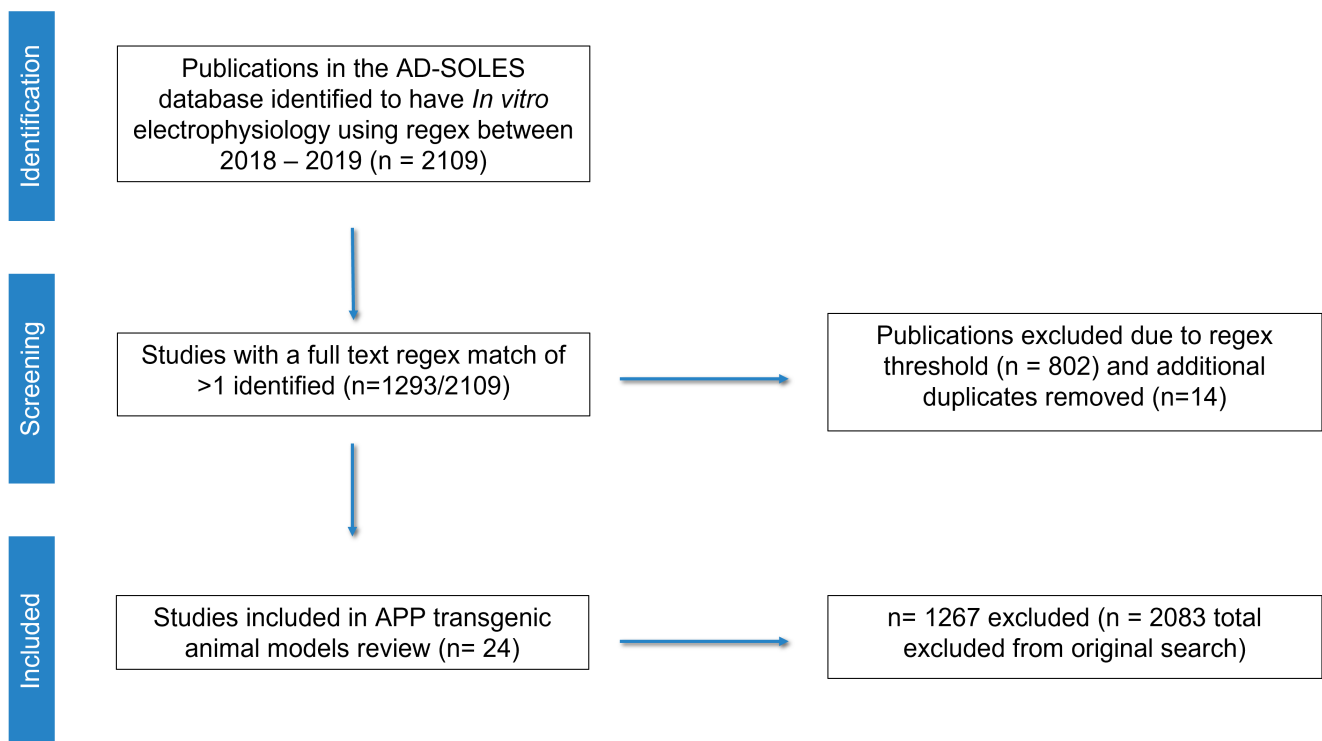 Identification
Publications in the AD-SOLES
database identified to have In vitro
electrophysiology using regex between
2018 – 2019 (n = 2109)
Screening
Studies with a full text regex match of
>1 identified (n=1293/2109)
Publications excluded due to regex
threshold (n = 802) and additional
duplicates removed (n=14)
Included
Studies included in APP transgenic
animal models review (n= 24)
n= 1267 excluded (n = 2083 total
excluded from original search)